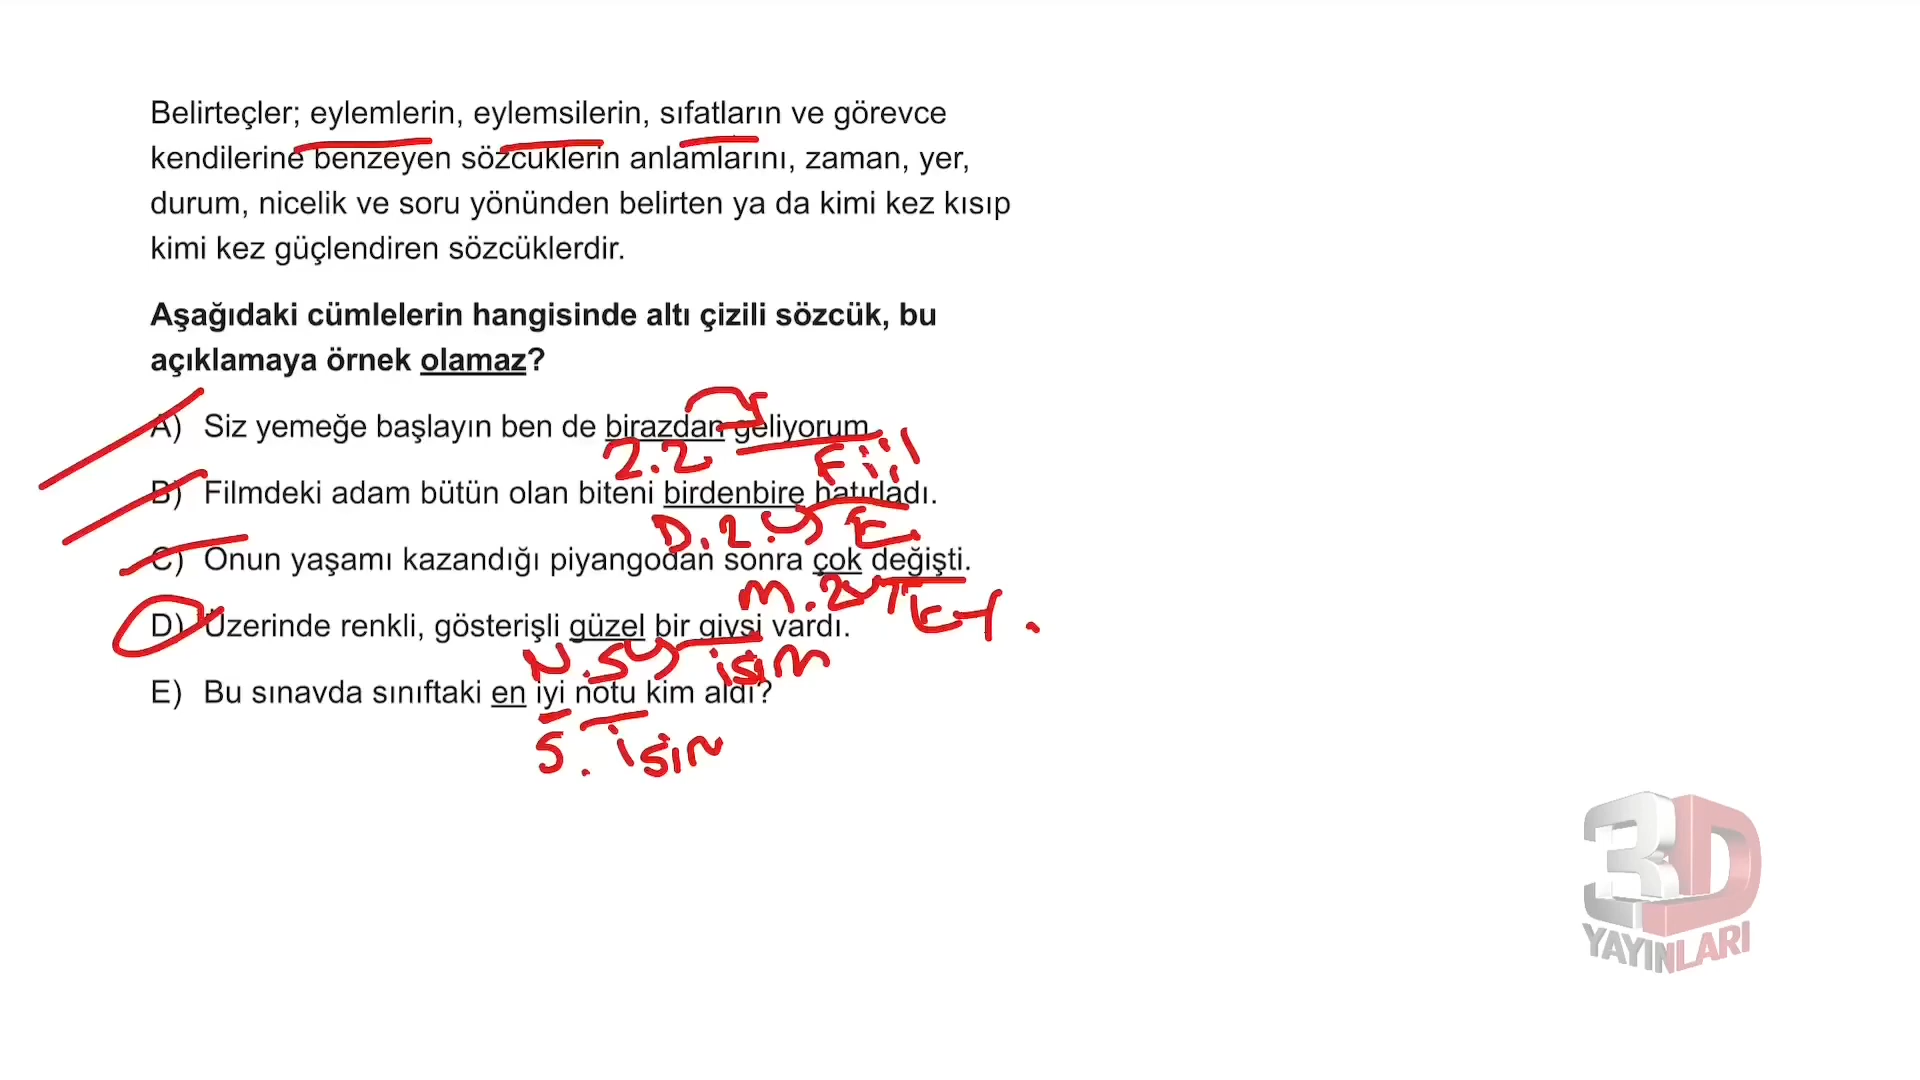 Belirteçler; eylemlerin, eylemsilerin, sıfatların ve görevce
kendilerine benzeyen sözcüklerin anlamlarını, zaman, yer,
durum, nicelik ve soru yönünden belirten ya da kimi kez kısıp
kimi kez güçlendiren sözcüklerdir.
Aşağıdaki cümlelerin hangisinde altı çizili sözcük, bu
açıklamaya örnek olamaz?
A) Siz yemeğe başlayın ben de birazdan geliyorum.
Z.Z. Fiil
B) Filmdeki adam bütün olan biteni birdenbire hatırladı.
D.Z. E.
C) Onun yaşamı kazandığı piyangodan sonra çok değişti.
M.Z. Ey.
D) Üzerinde renkli, gösterişli güzel bir giysi vardı.
N.S isim
E) Bu sınavda sınıftaki en iyi notu kim aldı?
S. isim
3D
YAYINLARI